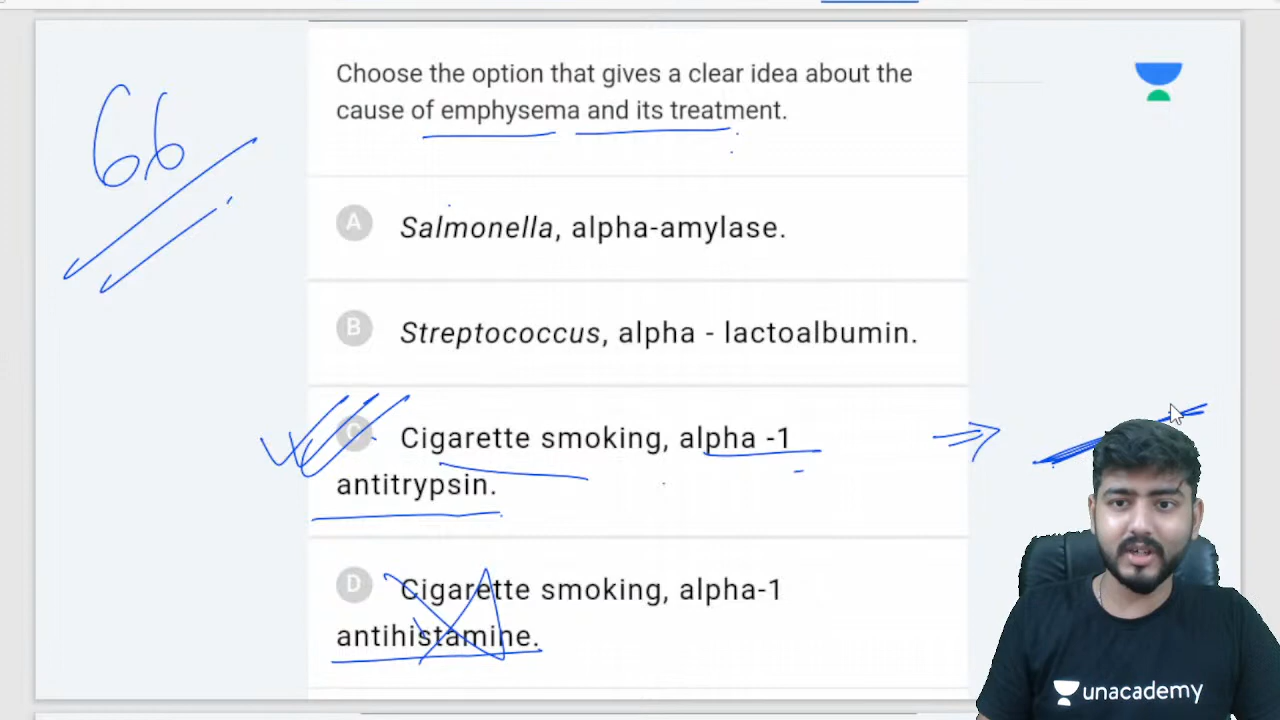 66
Choose the option that gives a clear idea about the
cause of emphysema and its treatment.
A
Salmonella, alpha-amylase.
B
Streptococcus, alpha - lactoalbumin.
C
Cigarette smoking, alpha -1
antitrypsin.
D
Cigarette smoking, alpha-1
antihistamine.
unacademy